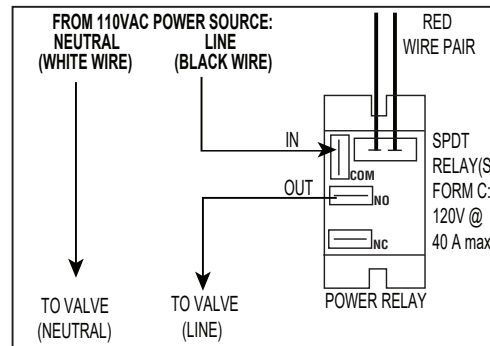 FROM 110VAC POWER SOURCE:
NEUTRAL
(WHITE WIRE)
LINE
(BLACK WIRE)
RED
WIRE PAIR
IN
COM
OUT
NO
NC
SPDT
RELAY(S
FORM C:
120V @
40 A max
POWER RELAY
TO VALVE
(NEUTRAL)
TO VALVE
(LINE)